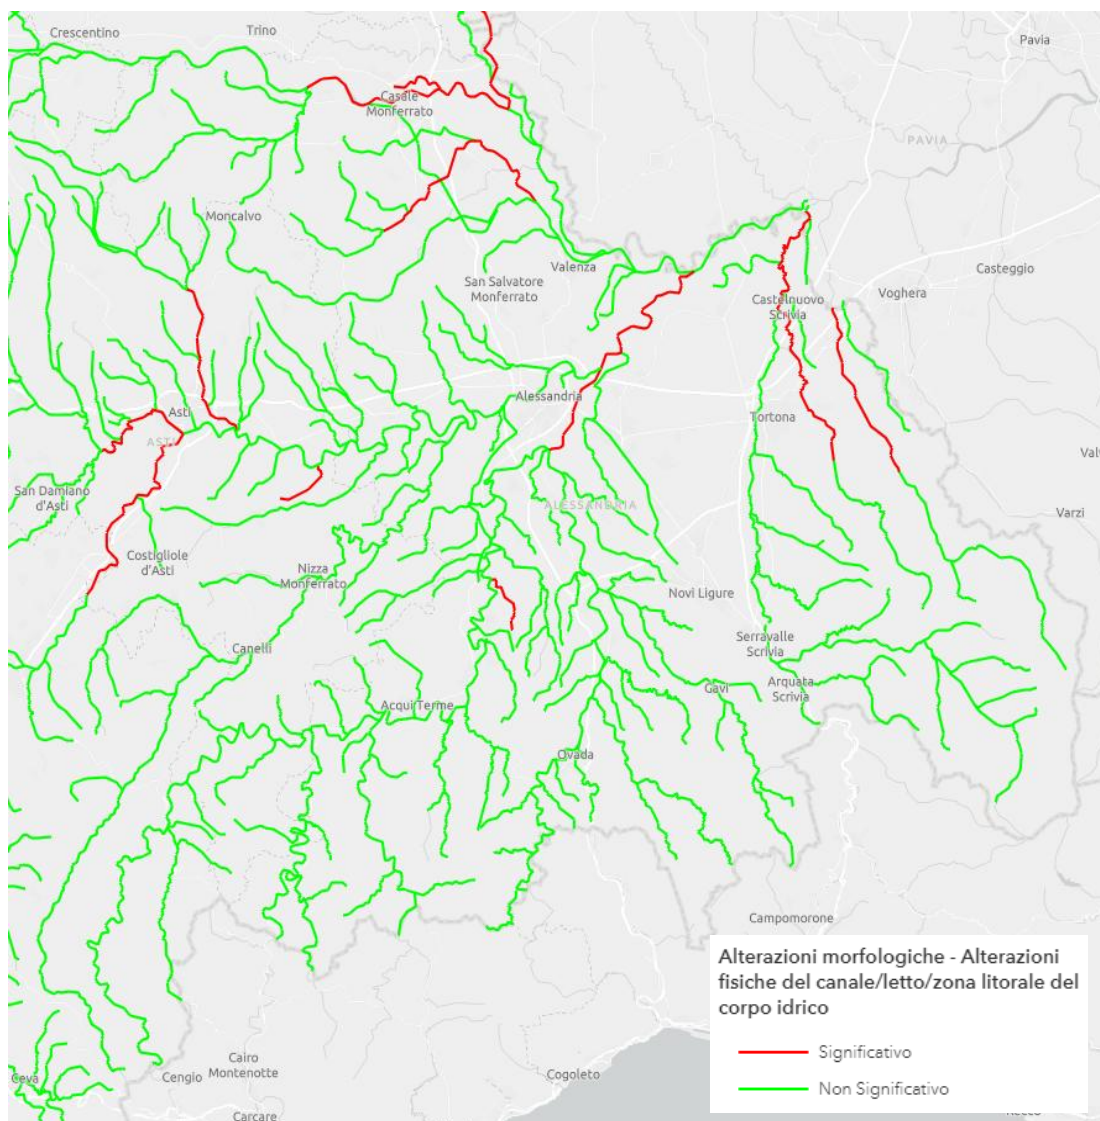 Crescentino
Trino
Pavia
Casale
Monferrato
PAVIA
Moncalvo
Valenza
Casteggio
San Salvatore
Monferrato
Voghera
Castelnuovo
Scrivia
Alessandria
Asti
Tortona
ASTI
San Damiano
d'Asti
ALESSANDRIA
Varzi
Costigliole
d'Asti
Nizza
Monferrato
Novi Ligure
Serravalle
Scrivia
Canelli
Arquata
Scrivia
Gavi
Acqui Terme
Ovada
Campomorone
Alterazioni morfologiche - Alterazioni
fisiche del canale/letto/zona litorale del
corpo idrico
Significativo
Non Significativo
Cairo
Montenotte
Ceva
Cengio
Cogoleto
Carcare